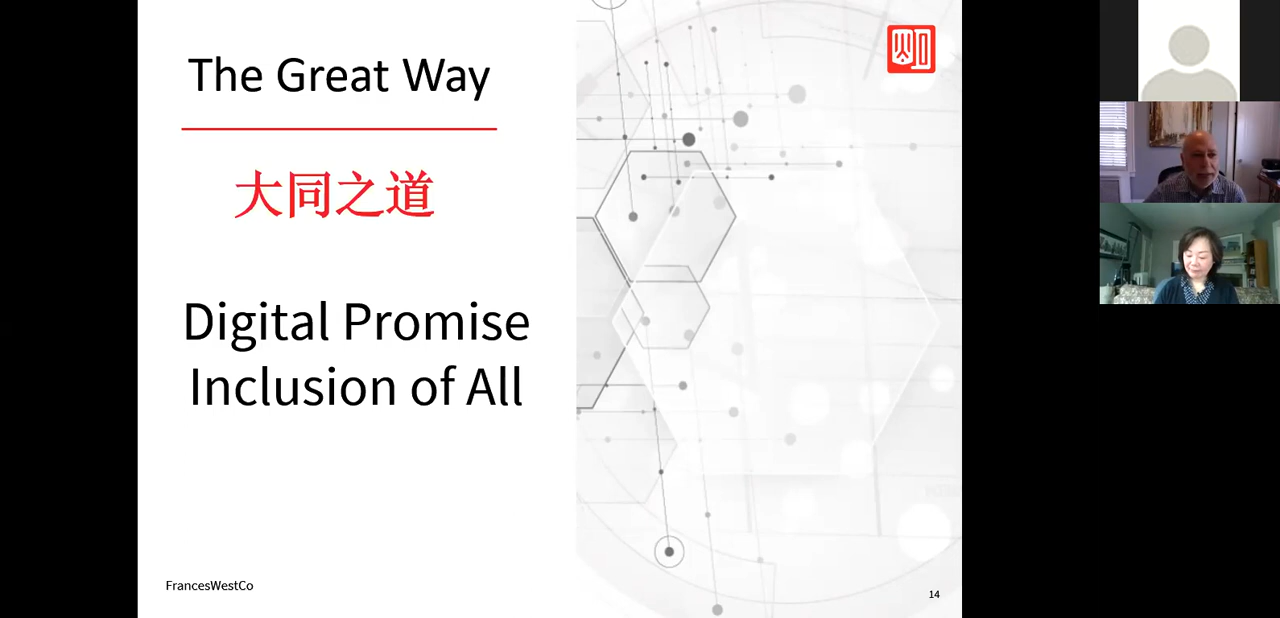 The Great Way
大同之道
Digital Promise
Inclusion of All
FrancesWestCo
14